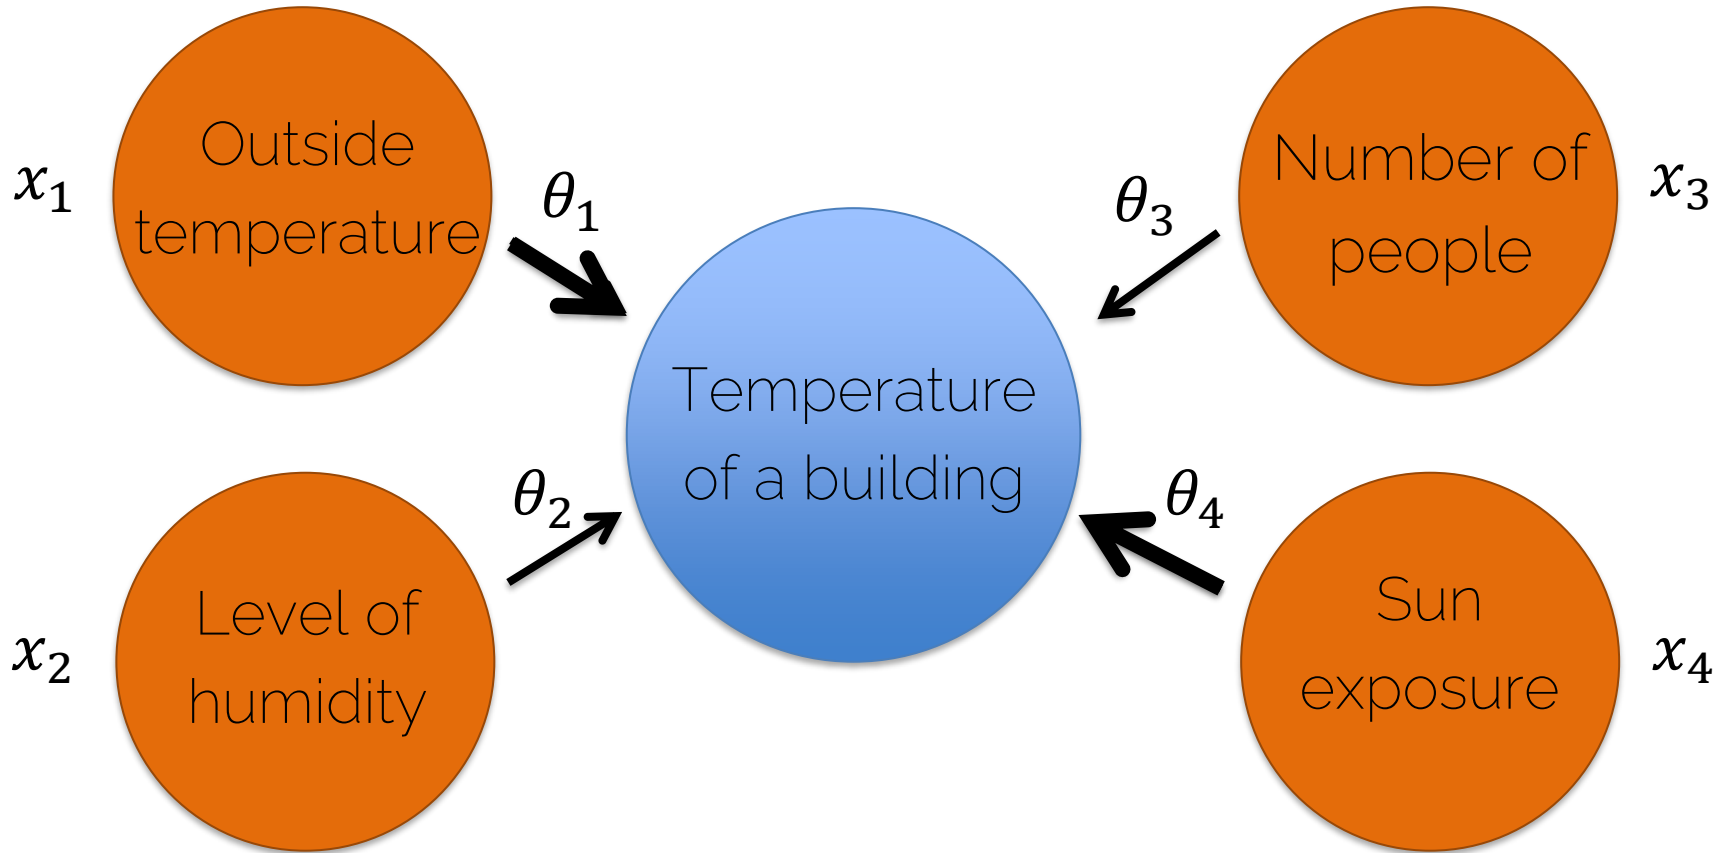 x₁
Outside
temperature
θ₁
θ₃
Number of
people
x₃
Temperature
of a building
x₂
Level of
humidity
θ₂
θ₄
Sun
exposure
x₄